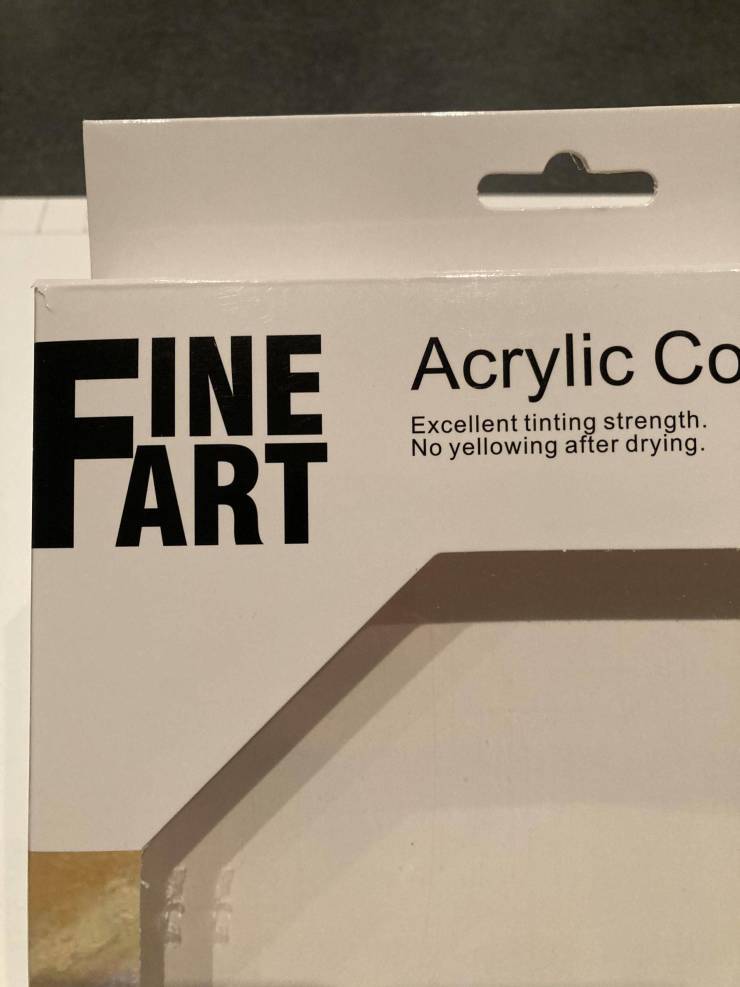 FINE
ART
Acrylic Co
Excellent tinting strength.
No yellowing after drying.